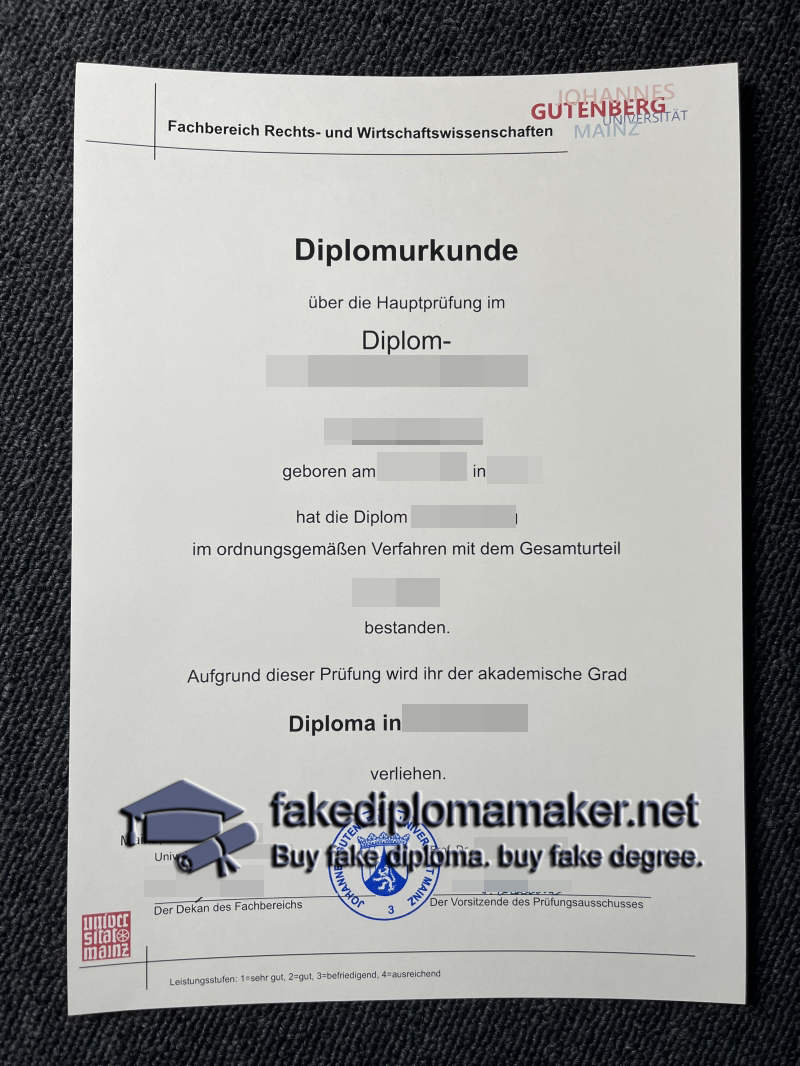 JOHANNES
GUTENBERG
UNIVERSITÄT
MAINZ
Fachbereich Rechts- und Wirtschaftswissenschaften
Diplomurkunde
über die Hauptprüfung im
Diplom-
geboren am in
hat die Diplom
im ordnungsgemäßen Verfahren mit dem Gesamturteil
bestanden.
Aufgrund dieser Prüfung wird ihr der akademische Grad
Diploma in
verliehen.
fakediplomamaker.net
Buy fake diploma. buy fake degree.
3
Der Dekan des Fachbereichs
Der Vorsitzende des Prüfungsausschusses
univer
sitat
mainz
Leistungsstufen: 1=sehr gut, 2=gut, 3=befriedigend, 4=ausreichend